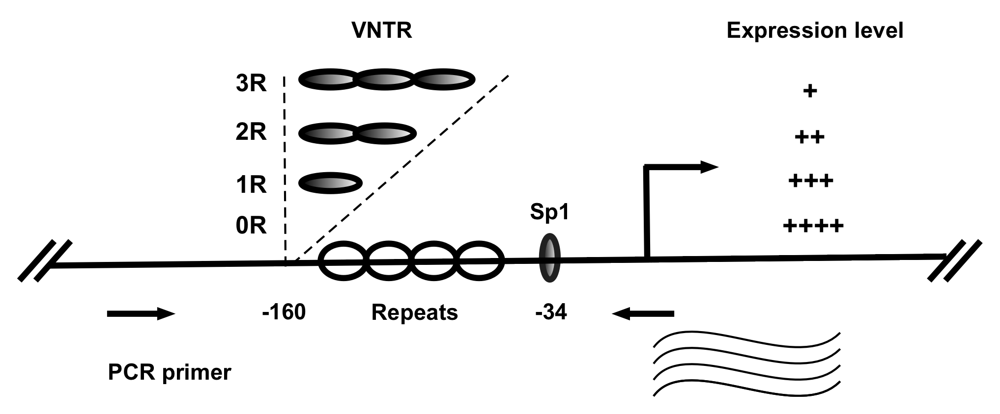 VNTR Expression level
3R +
2R ++
1R +++
0R ++++
Sp1
-160 Repeats -34
PCR primer